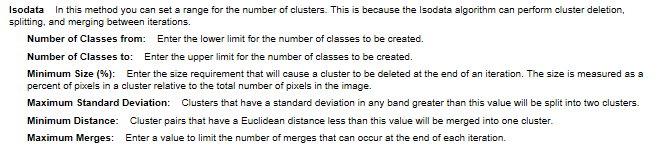 Isodata In this method you can set a range for the number of clusters. This is because the Isodata algorithm can perform cluster deletion,
splitting, and merging between iterations.
Number of Classes from: Enter the lower limit for the number of classes to be created.
Number of Classes to: Enter the upper limit for the number of classes to be created.
Minimum Size (%): Enter the size requirement that will cause a cluster to be deleted at the end of an iteration. The size is measured as a
percent of pixels in a cluster relative to the total number of pixels in the image.
Maximum Standard Deviation: Clusters that have a standard deviation in any band greater than this value will be split into two clusters.
Minimum Distance: Cluster pairs that have a Euclidean distance less than this value will be merged into one cluster.
Maximum Merges: Enter a value to limit the number of merges that can occur at the end of each iteration.